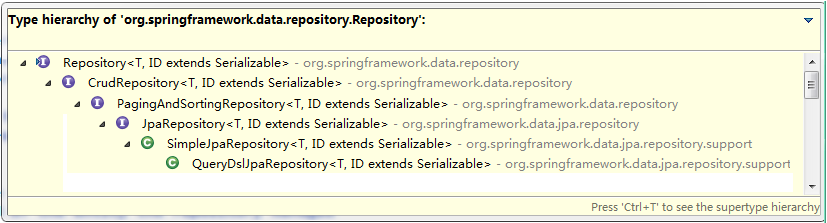 Type hierarchy of 'org.springframework.data.repository.Repository':
Repository<T, ID extends Serializable> - org.springframework.data.repository
CrudRepository<T, ID extends Serializable> - org.springframework.data.repository
PagingAndSortingRepository<T, ID extends Serializable> - org.springframework.data.repository
JpaRepository<T, ID extends Serializable> - org.springframework.data.jpa.repository
SimpleJpaRepository<T, ID extends Serializable> - org.springframework.data.jpa.repository.support
QueryDslJpaRepository<T, ID extends Serializable> - org.springframework.data.jpa.repository.support
Press 'Ctrl+T' to see the supertype hierarchy